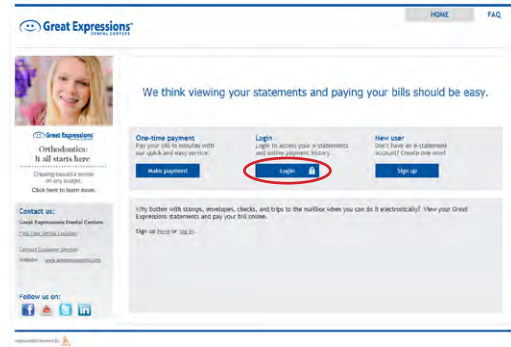 HOME FAQ
Great Expressions™
DENTAL CENTERS
We think viewing your statements and paying your bills should be easy.
Great Expressions
Orthodontics:
It all starts here
Creating beautiful smiles
on any budget.
Click here to learn more.
One-time payment
Pay your bill in minutes with
our quick and easy service.
Make payment
Login
Login to access your e-statements
and online payment history.
Login
New user
Don't have an e-statement
account? Create one now!
Sign up
Contact us:
Great Expressions Dental Centers
Find Your Dental Location
Contact Customer Service
Website: www.greatexpressions.com
Why bother with stamps, envelopes, checks, and trips to the mailbox when you can do it electronically? View your Great
Expressions statements and pay your bill online.
Sign up here or log in.
Follow us on: